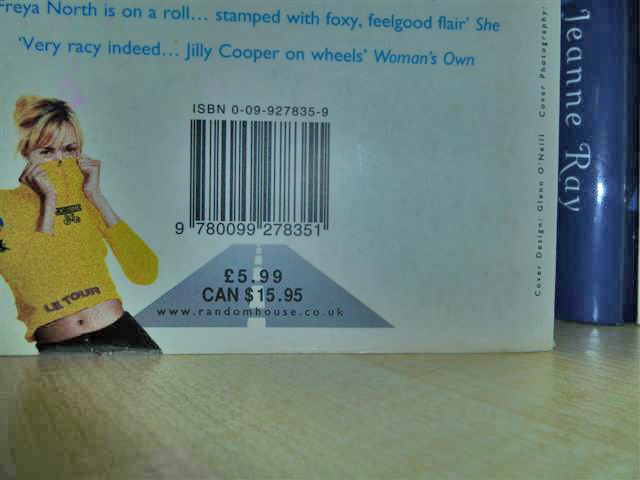 Freya North is on a roll... stamped with foxy, feelgood flair' She
'Very racy indeed... Jilly Cooper on wheels' Woman's Own
ISBN 0-09-927835-9
9 780099 278351
£5.99
CAN $15.95
www.randomhouse.co.uk
LE TOUR
Cover Design: Glenn O'Neill Cover Photography:
Jeanne Ray